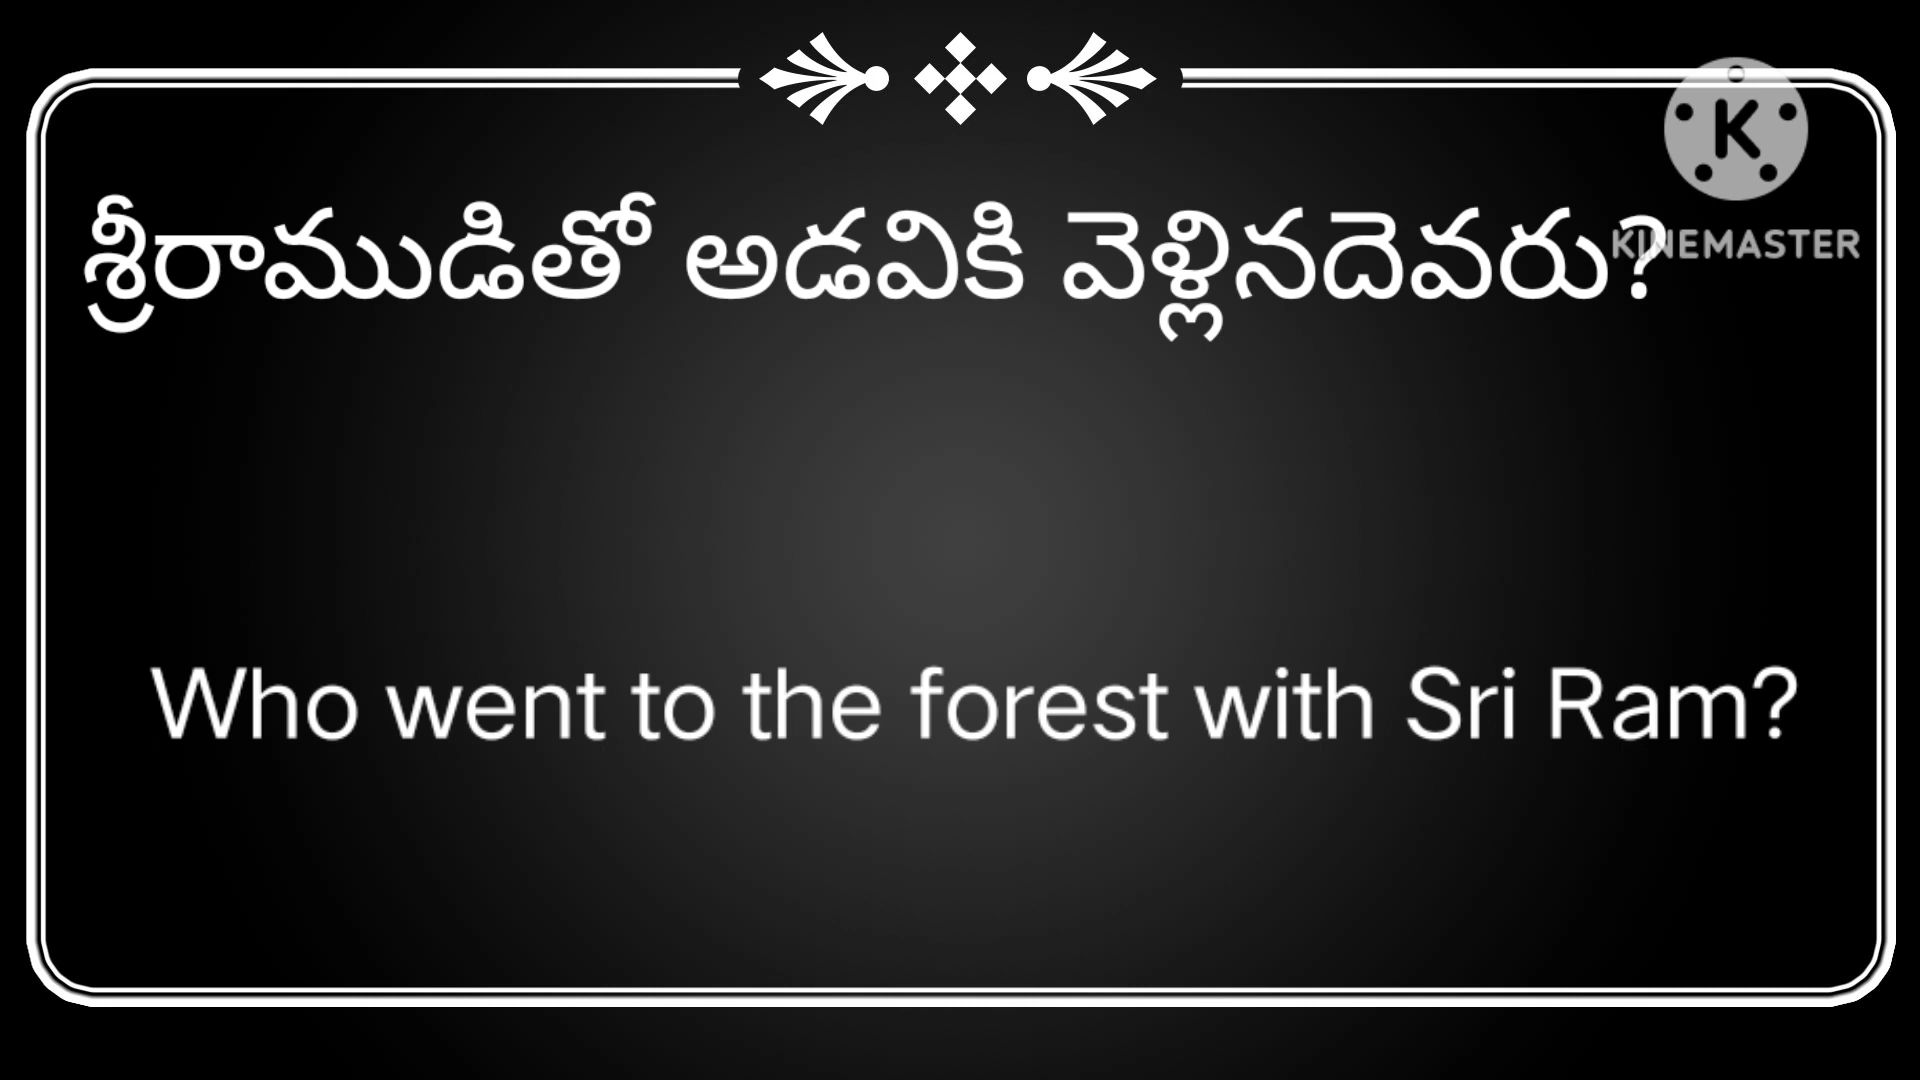 శ్రీరాముడితో అడవికి వెళ్లినదెవరు?
K
KINEMASTER
Who went to the forest with Sri Ram?